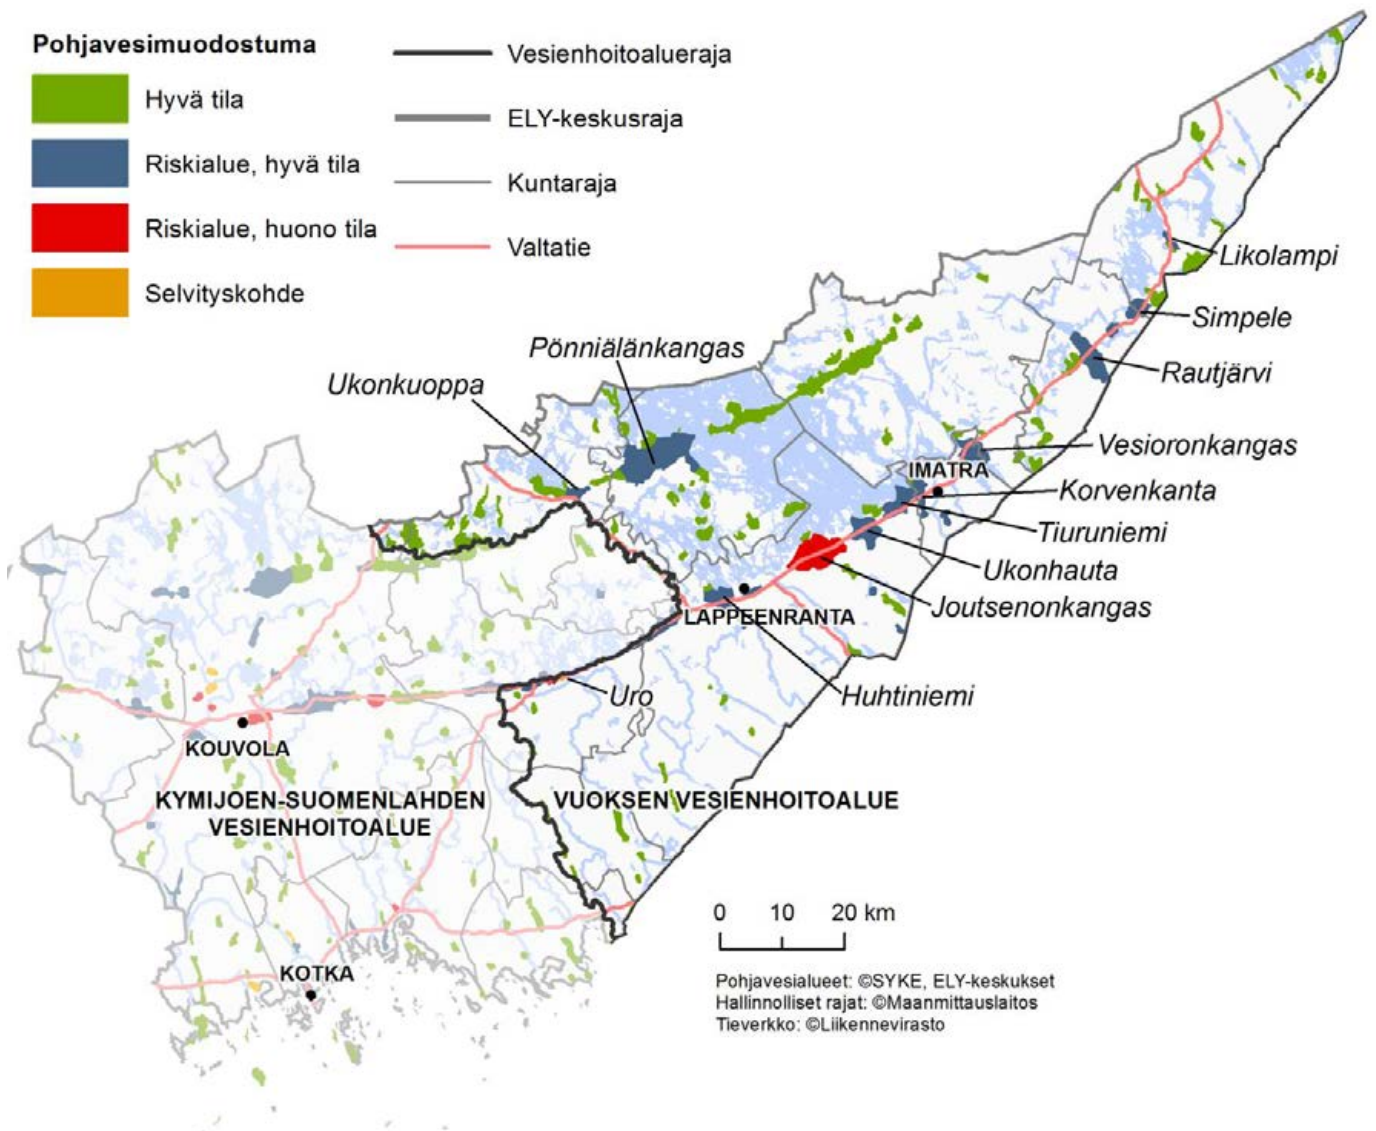 Pohjavesimuodostuma
Hyvä tila
Riskialue, hyvä tila
Riskialue, huono tila
Selvityskohde
Vesienhoitoalueraja
ELY-keskusraja
Kuntaraja
Valtatie
Likolampi
Simpele
Rautjärvi
Pönniälänkangas
Ukonkuoppa
Vesioronkangas
IMATRA
Korvenkanta
Tiuruniemi
Ukonhauta
Joutsenonkangas
LAPPEENRANTA
Huhtiniemi
Uro
KOUVOLA
KYMIJOEN-SUOMENLAHDEN
VESIENHOITOALUE
VUOKSEN VESIENHOITOALUE
KOTKA
0 10 20 km
Pohjavesialueet: ©SYKE, ELY-keskukset
Hallinnolliset rajat: ©Maanmittauslaitos
Tieverkko: ©Liikennevirasto